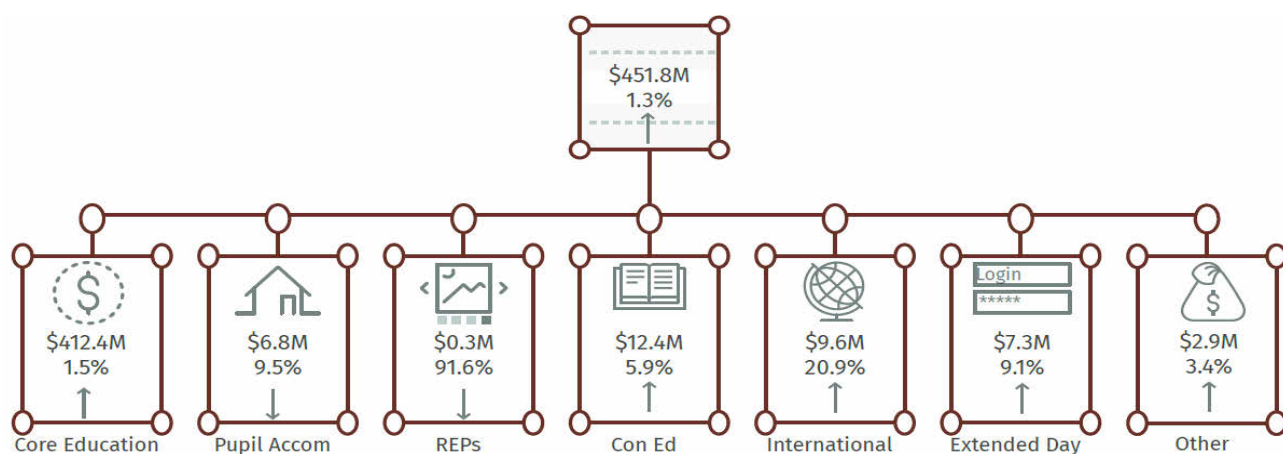 $451.8M
1.3%
Login
*****
$412.4M
1.5%
$6.8M
9.5%
$0.3M
91.6%
$12.4M
5.9%
$9.6M
20.9%
$7.3M
9.1%
$
$2.9M
3.4%
Core Education
Pupil Accom
REPs
Con Ed
International
Extended Day
Other